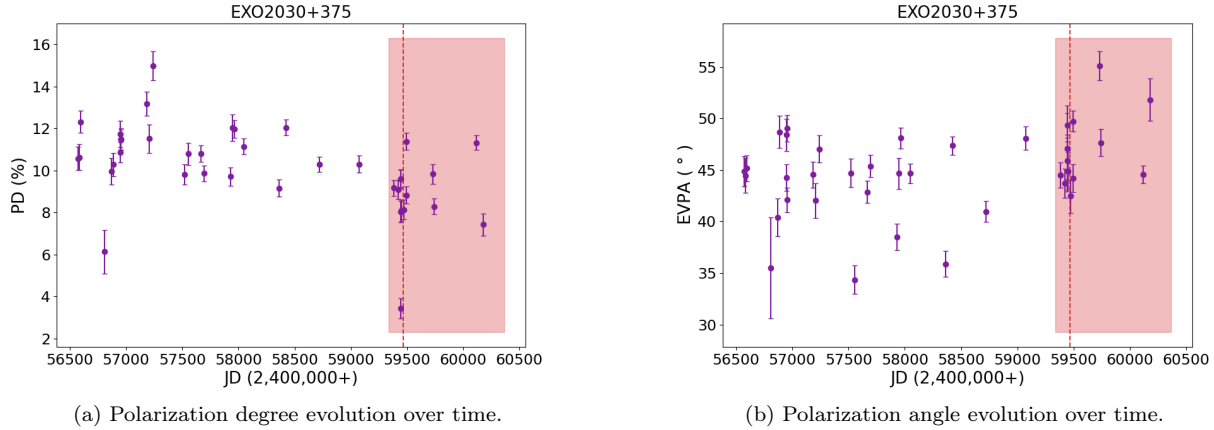 EXO2030+375
PD (%)
16
14
12
10
8
6
4
2
56500 57000 57500 58000 58500 59000 59500 60000 60500
JD (2,400,000+)
(a) Polarization degree evolution over time.
EXO2030+375
EVPA ( ° )
55
50
45
40
35
30
56500 57000 57500 58000 58500 59000 59500 60000 60500
JD (2,400,000+)
(b) Polarization angle evolution over time.